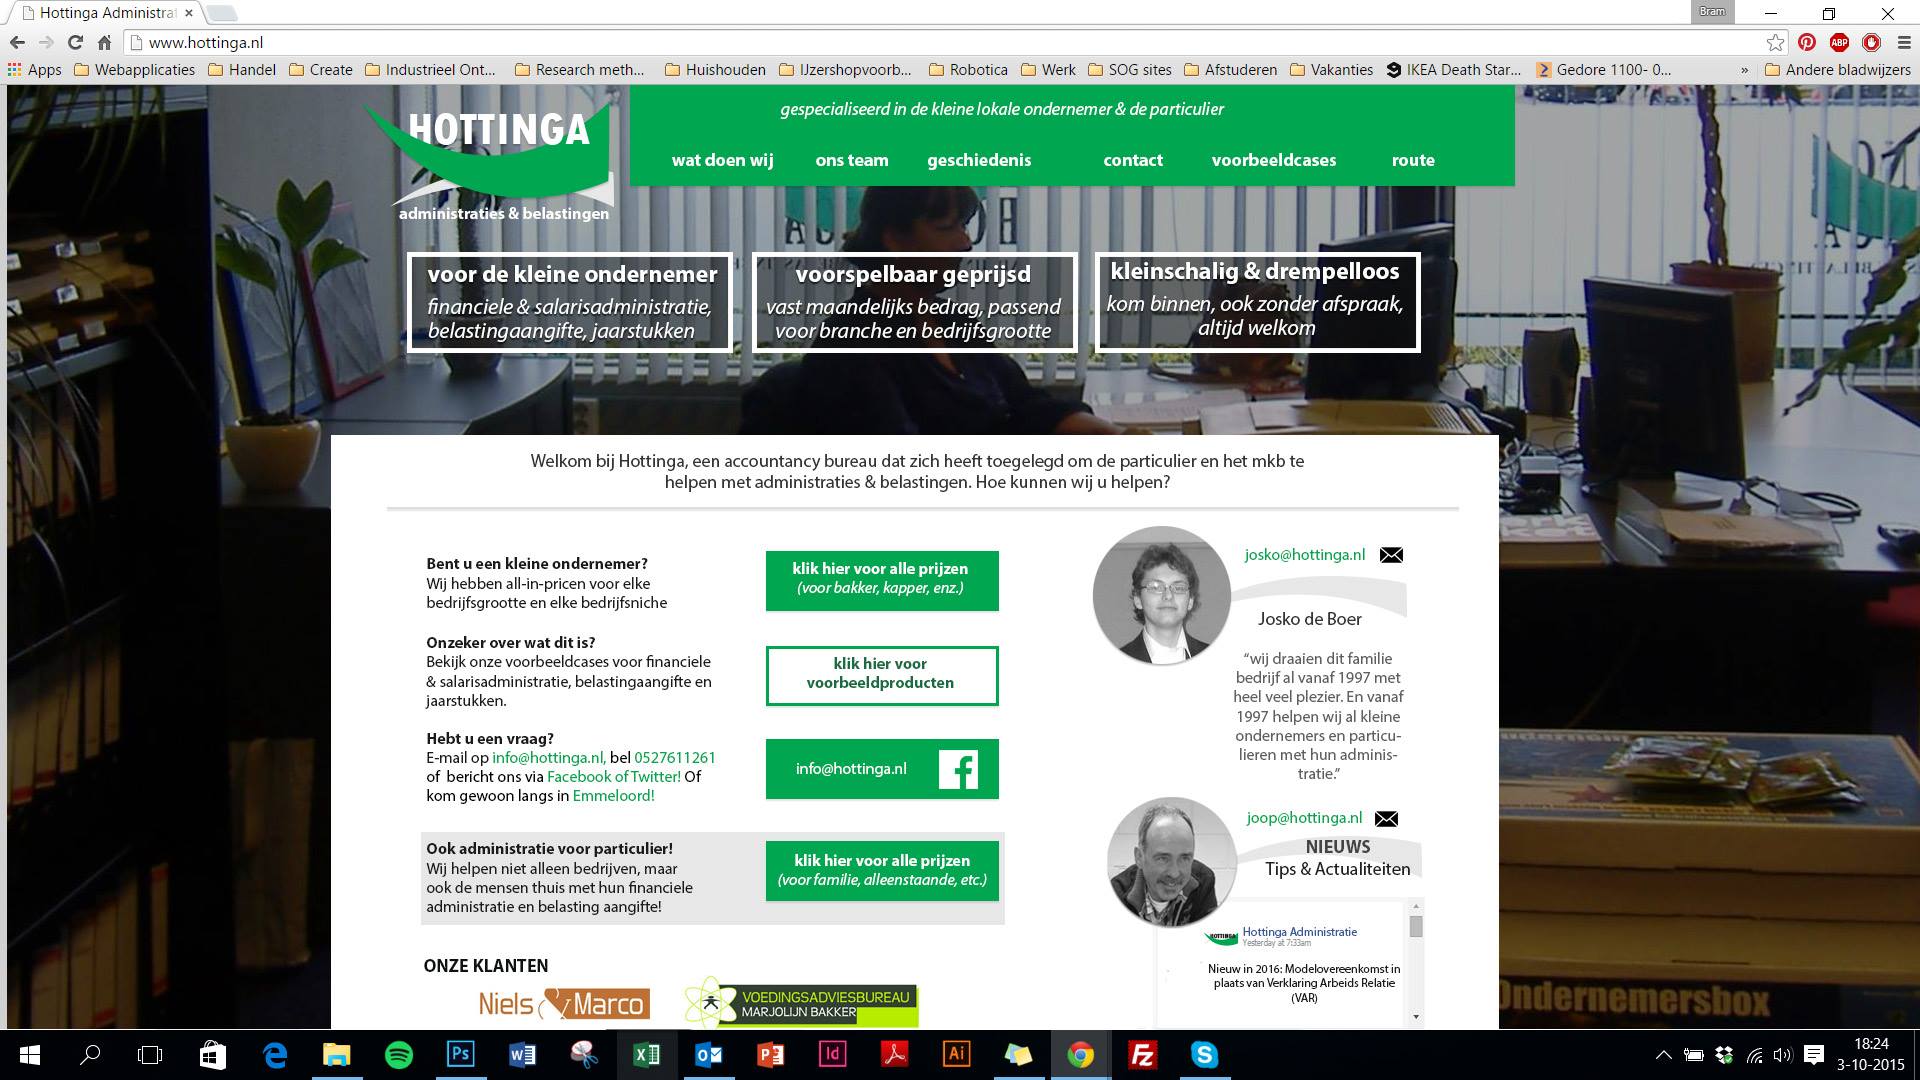 Hottinga Administrat
Bram
www.hottinga.nl
ABP
Apps Webapplicaties Handel Create Industrieel Ont... Research meth... Huishouden IJzershopvoorb... Robotica Werk SOG sites Afstuderen Vakanties IKEA Death Star... Gedore 1100- 0... » Andere bladwijzers
HOTTINGA
administraties & belastingen
gespecialiseerd in de kleine lokale ondernemer & de particulier
wat doen wij ons team geschiedenis contact voorbeeldcases route
voor de kleine ondernemer
financiele & salarisadministratie,
belastingaangifte, jaarstukken
voorspelbaar geprijsd
vast maandelijks bedrag, passend
voor branche en bedrijfsgrootte
kleinschalig & drempelloos
kom binnen, ook zonder afspraak,
altijd welkom
Welkom bij Hottinga, een accountancy bureau dat zich heeft toegelegd om de particulier en het mkb te
helpen met administraties & belastingen. Hoe kunnen wij u helpen?
Bent u een kleine ondernemer?
Wij hebben all-in-pricen voor elke
bedrijfsgrootte en elke bedrijfsniche
klik hier voor alle prijzen
(voor bakker, kapper, enz.)
Onzeker over wat dit is?
Bekijk onze voorbeeldcases voor financiele
& salarisadministratie, belastingaangifte en
jaarstukken.
klik hier voor
voorbeeldproducten
Hebt u een vraag?
E-mail op info@hottinga.nl, bel 0527611261
of bericht ons via Facebook of Twitter! Of
kom gewoon langs in Emmeloord!
info@hottinga.nl
Ook administratie voor particulier!
Wij helpen niet alleen bedrijven, maar
ook de mensen thuis met hun financiele
administratie en belasting aangifte!
klik hier voor alle prijzen
(voor familie, alleenstaande, etc.)
ONZE KLANTEN
Niels & Marco
VOEDINGSADVIESBUREAU
MARJOLIJN BAKKER
josko@hottinga.nl
Josko de Boer
“wij draaien dit familie
bedrijf al vanaf 1997 met
heel veel plezier. En vanaf
1997 helpen wij al kleine
ondernemers en particu-
lieren met hun adminis-
tratie.”
joop@hottinga.nl
NIEUWS
Tips & Actualiteiten
HOTTINGA
Hottinga Administratie
Yesterday at 7:33am
Nieuw in 2016: Modelovereenkomst in
plaats van Verklaring Arbeids Relatie
(VAR)
Ondernemersbox
18:24
3-10-2015